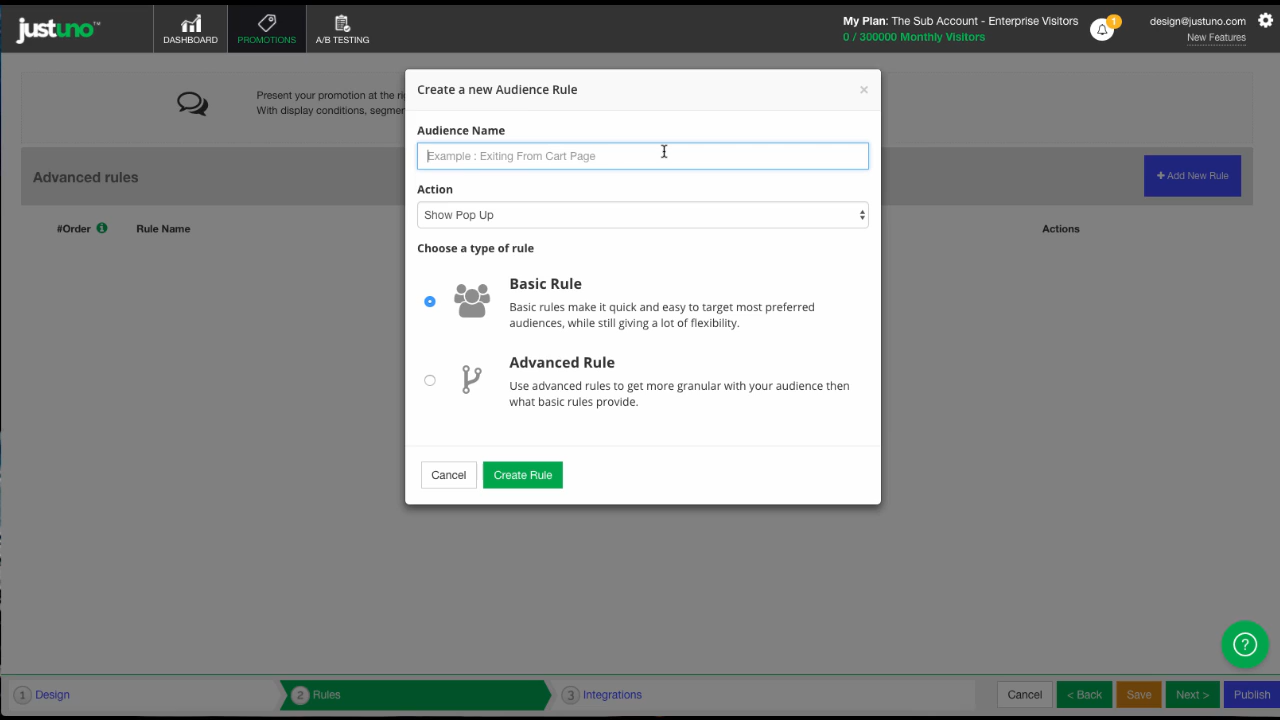 justuno™
DASHBOARD
PROMOTIONS
A/B TESTING
My Plan: The Sub Account - Enterprise Visitors
0 / 300000 Monthly Visitors
1
design@justuno.com
New Features
Present your promotion at the ri
With display conditions, segmer
Advanced rules
+ Add New Rule
#Order
Rule Name
Actions
Create a new Audience Rule
×
Audience Name
Example : Exiting From Cart Page
Action
Show Pop Up
Choose a type of rule
Basic Rule
Basic rules make it quick and easy to target most preferred
audiences, while still giving a lot of flexibility.
Advanced Rule
Use advanced rules to get more granular with your audience then
what basic rules provide.
Cancel
Create Rule
?
1 Design
2 Rules
3 Integrations
Cancel
< Back
Save
Next >
Publish